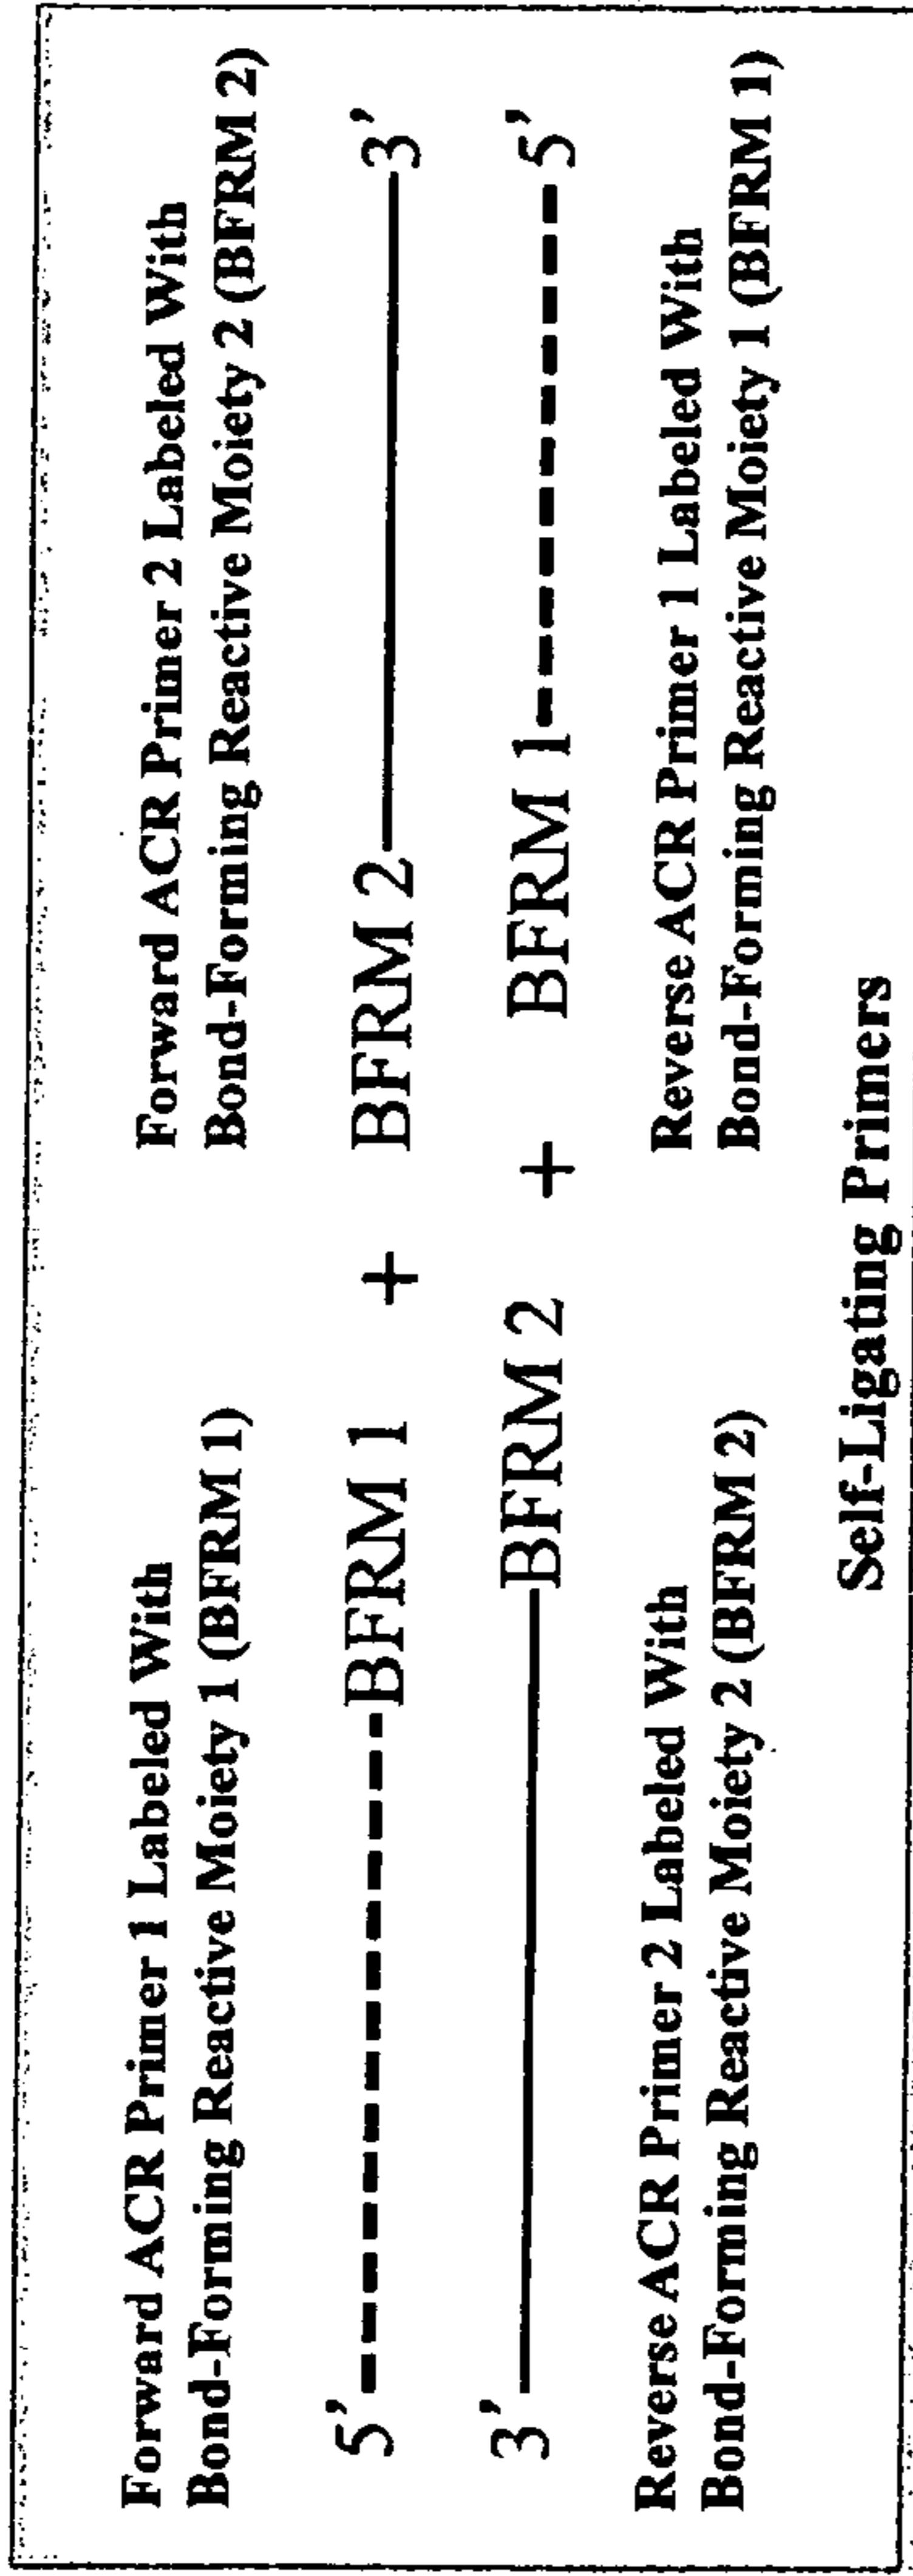 Forward ACR Primer 1 Labeled With
Bond-Forming Reactive Moiety 1 (BFRM 1)
Forward ACR Primer 2 Labeled With
Bond-Forming Reactive Moiety 2 (BFRM 2)
5' BFRM 1 + BFRM 2 3'
3' BFRM 2 + BFRM 1 5'
Reverse ACR Primer 2 Labeled With
Bond-Forming Reactive Moiety 2 (BFRM 2)
Reverse ACR Primer 1 Labeled With
Bond-Forming Reactive Moiety 1 (BFRM 1)
Self-Ligating Primers